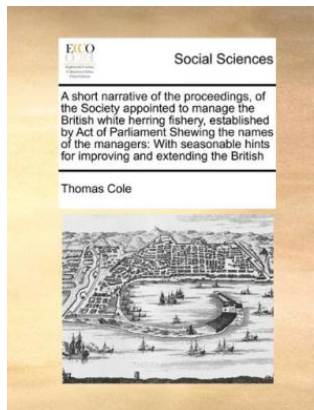 ECCO
Social Sciences
A short narrative of the proceedings, of
the Society appointed to manage the
British white herring fishery, established
by Act of Parliament Shewing the names
of the managers: With seasonable hints
for improving and extending the British
Thomas Cole